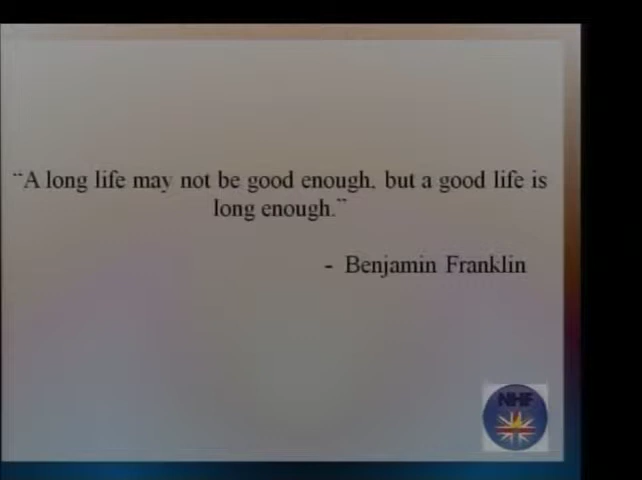 "A long life may not be good enough, but a good life is
long enough."
- Benjamin Franklin
NHF